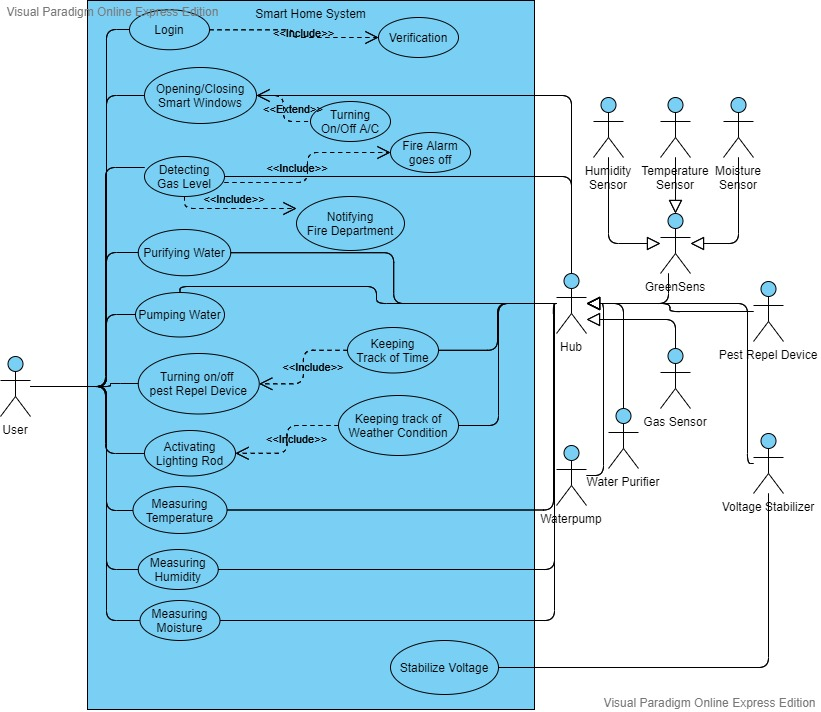 Visual Paradigm Online Express Edition
Smart Home System
Login
<<Include>>
Verification
Opening/Closing
Smart Windows
<<Extend>>
Turning
On/Off A/C
Fire Alarm
goes off
Detecting
Gas Level
<<Include>>
<<Include>>
Notifying
Fire Department
Humidity
Sensor
Temperature
Sensor
Moisture
Sensor
Purifying Water
GreenSens
Pumping Water
Hub
Keeping
Track of Time
Pest Repel Device
<<Include>>
Turning on/off
pest Repel Device
User
Gas Sensor
Keeping track of
Weather Condition
<<Include>>
Activating
Lighting Rod
Water Purifier
Measuring
Temperature
Waterpump
Voltage Stabilizer
Measuring
Humidity
Measuring
Moisture
Stabilize Voltage
Visual Paradigm Online Express Edition